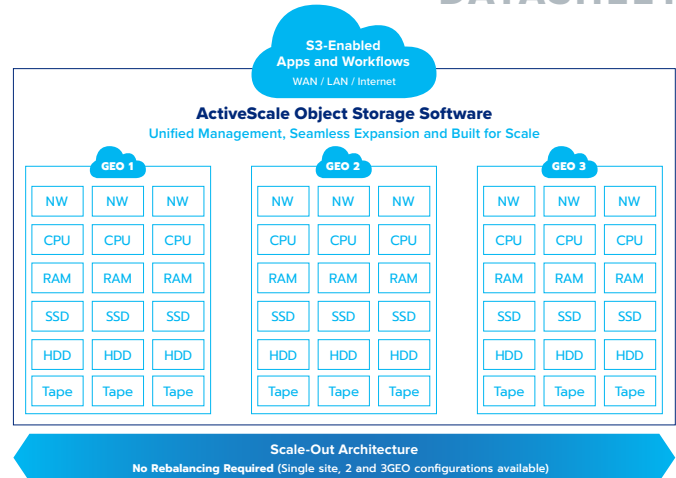 DATASHEET
S3-Enabled
Apps and Workflows
WAN / LAN / Internet
ActiveScale Object Storage Software
Unified Management, Seamless Expansion and Built for Scale
GEO 1 GEO 2 GEO 3
NW NW NW NW NW NW NW NW NW
CPU CPU CPU CPU CPU CPU CPU CPU CPU
RAM RAM RAM RAM RAM RAM RAM RAM RAM
SSD SSD SSD SSD SSD SSD SSD SSD SSD
HDD HDD HDD HDD HDD HDD HDD HDD HDD
Tape Tape Tape Tape Tape Tape Tape Tape Tape
Scale-Out Architecture
No Rebalancing Required (Single site, 2 and 3GEO configurations available)